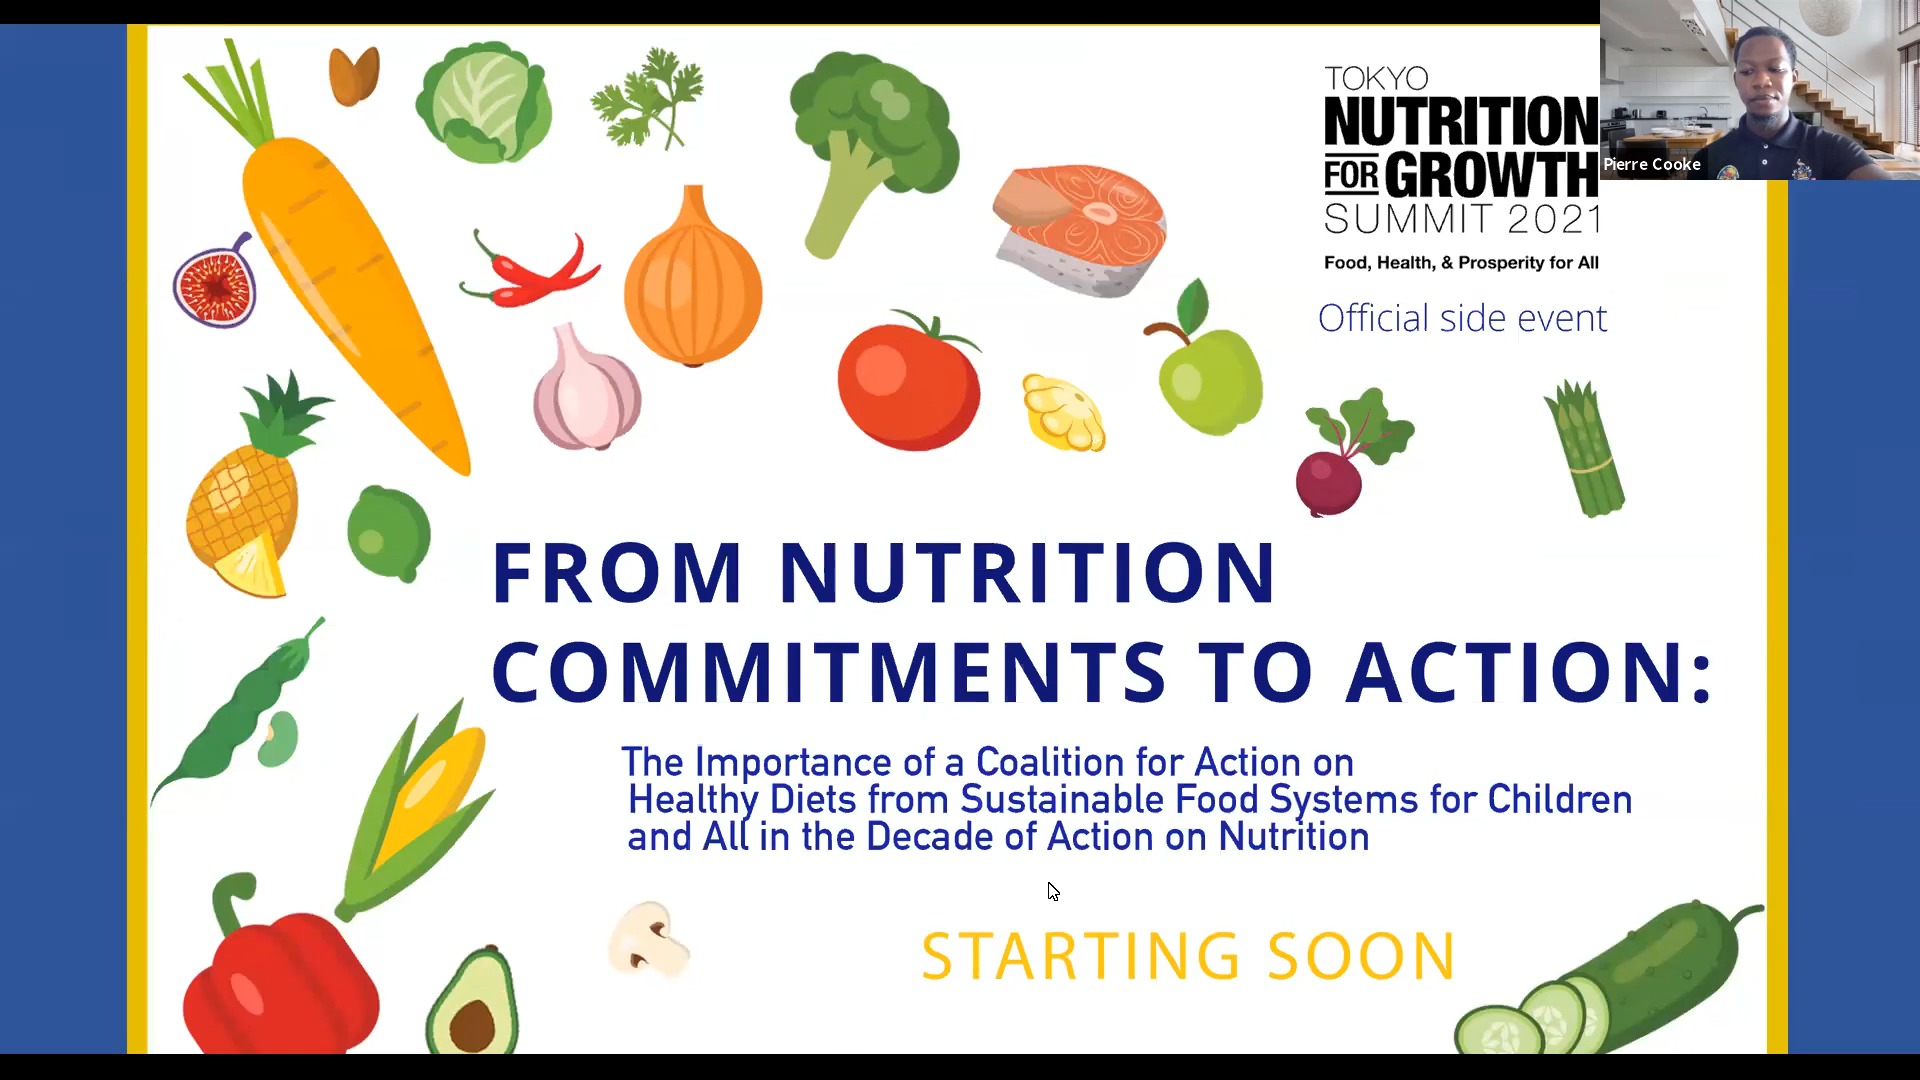 TOKYO
NUTRITION
FOR GROWTH
SUMMIT 2021
Food, Health, & Prosperity for All
Official side event
Pierre Cooke
FROM NUTRITION
COMMITMENTS TO ACTION:
The Importance of a Coalition for Action on
Healthy Diets from Sustainable Food Systems for Children
and All in the Decade of Action on Nutrition
STARTING SOON